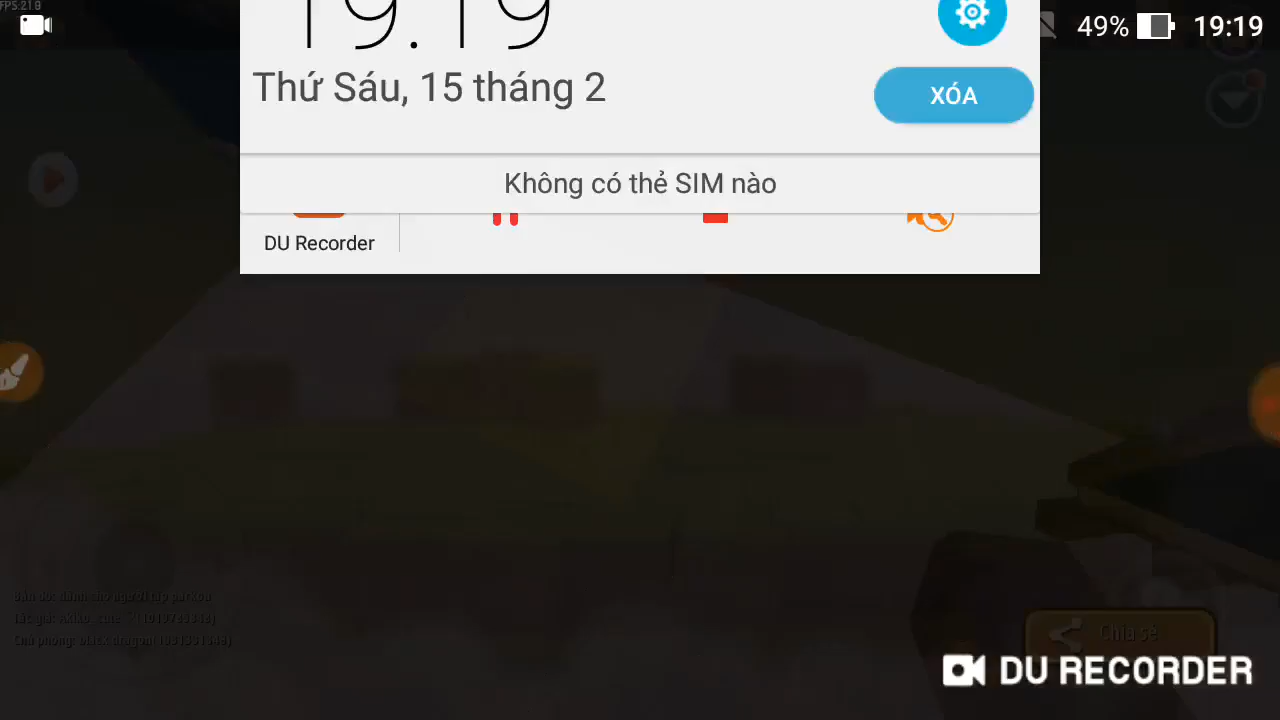 FPS:21.0
49% 19:19
19:19
Thứ Sáu, 15 tháng 2
XÓA
Không có thẻ SIM nào
DU Recorder
Chia sẻ
DU RECORDER